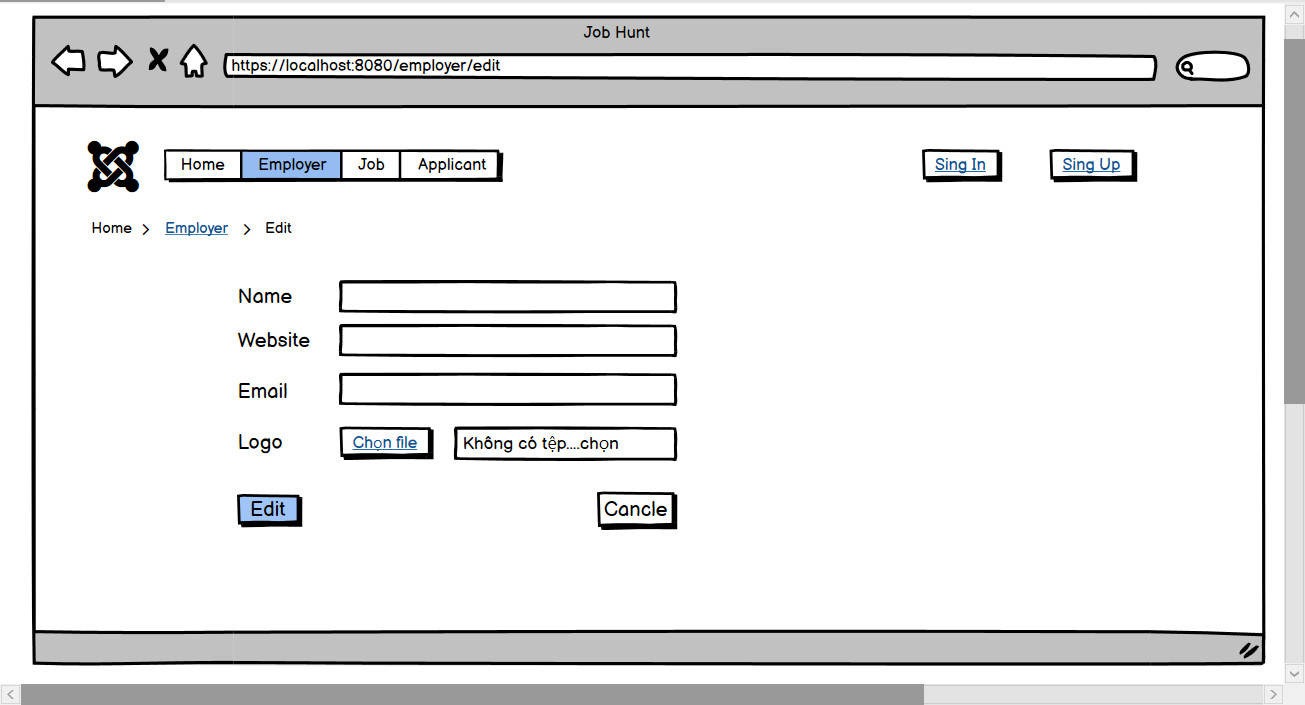 Job Hunt
https://localhost:8080/employer/edit
Home Employer Job Applicant Sing In Sing Up
Home > Employer > Edit
Name
Website
Email
Logo Chọn file Không có tệp....chọn
Edit Cancle